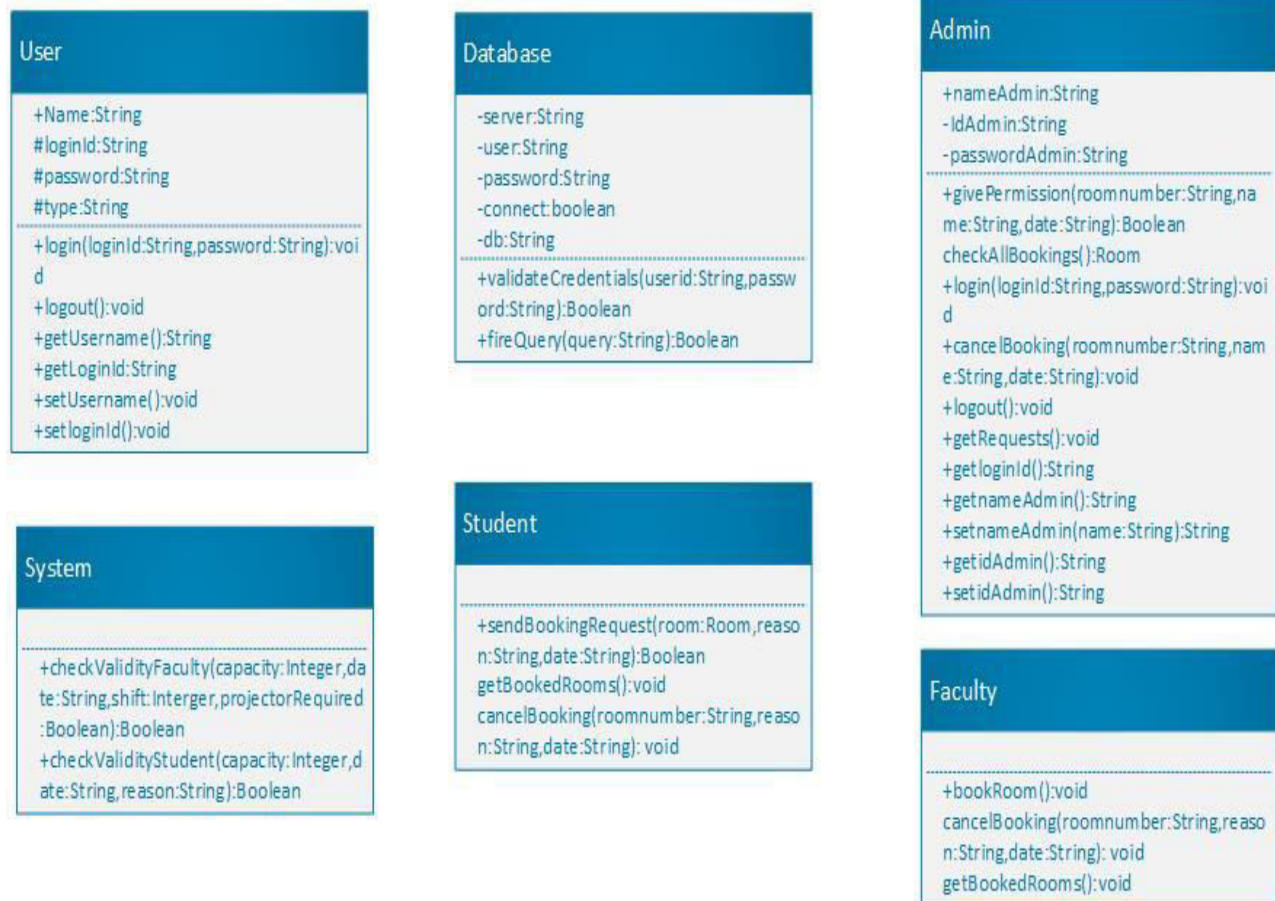 User
+Name:String
#loginId:String
#password:String
#type:String
+login(loginId:String,password:String):voi
d
+logout():void
+getUsername():String
+getLoginId:String
+setUsername():void
+setloginId():void
Database
-server:String
-user:String
-password:String
-connect:boolean
-db:String
+validateCredentials(userid:String,passw
ord:String):Boolean
+fireQuery(query:String):Boolean
Admin
+nameAdmin:String
-IdAdmin:String
-passwordAdmin:String
+givePermission(roomnumber:String,na
me:String,date:String):Boolean
checkAllBookings():Room
+login(loginId:String,password:String):voi
d
+cancelBooking(roomnumber:String,nam
e:String,date:String):void
+logout():void
+getRequests():void
+getloginId():String
+getnameAdmin():String
+setnameAdmin(name:String):String
+getidAdmin():String
+setidAdmin():String
System
+checkValidityFaculty(capacity:Integer,da
te:String,shift:Interger,projectorRequired
:Boolean):Boolean
+checkValidityStudent(capacity:Integer,d
ate:String,reason:String):Boolean
Student
+sendBookingRequest(room:Room,reaso
n:String,date:String):Boolean
getBookedRooms():void
cancelBooking(roomnumber:String,reaso
n:String,date:String): void
Faculty
+bookRoom():void
cancelBooking(roomnumber:String,reaso
n:String,date:String): void
getBookedRooms():void